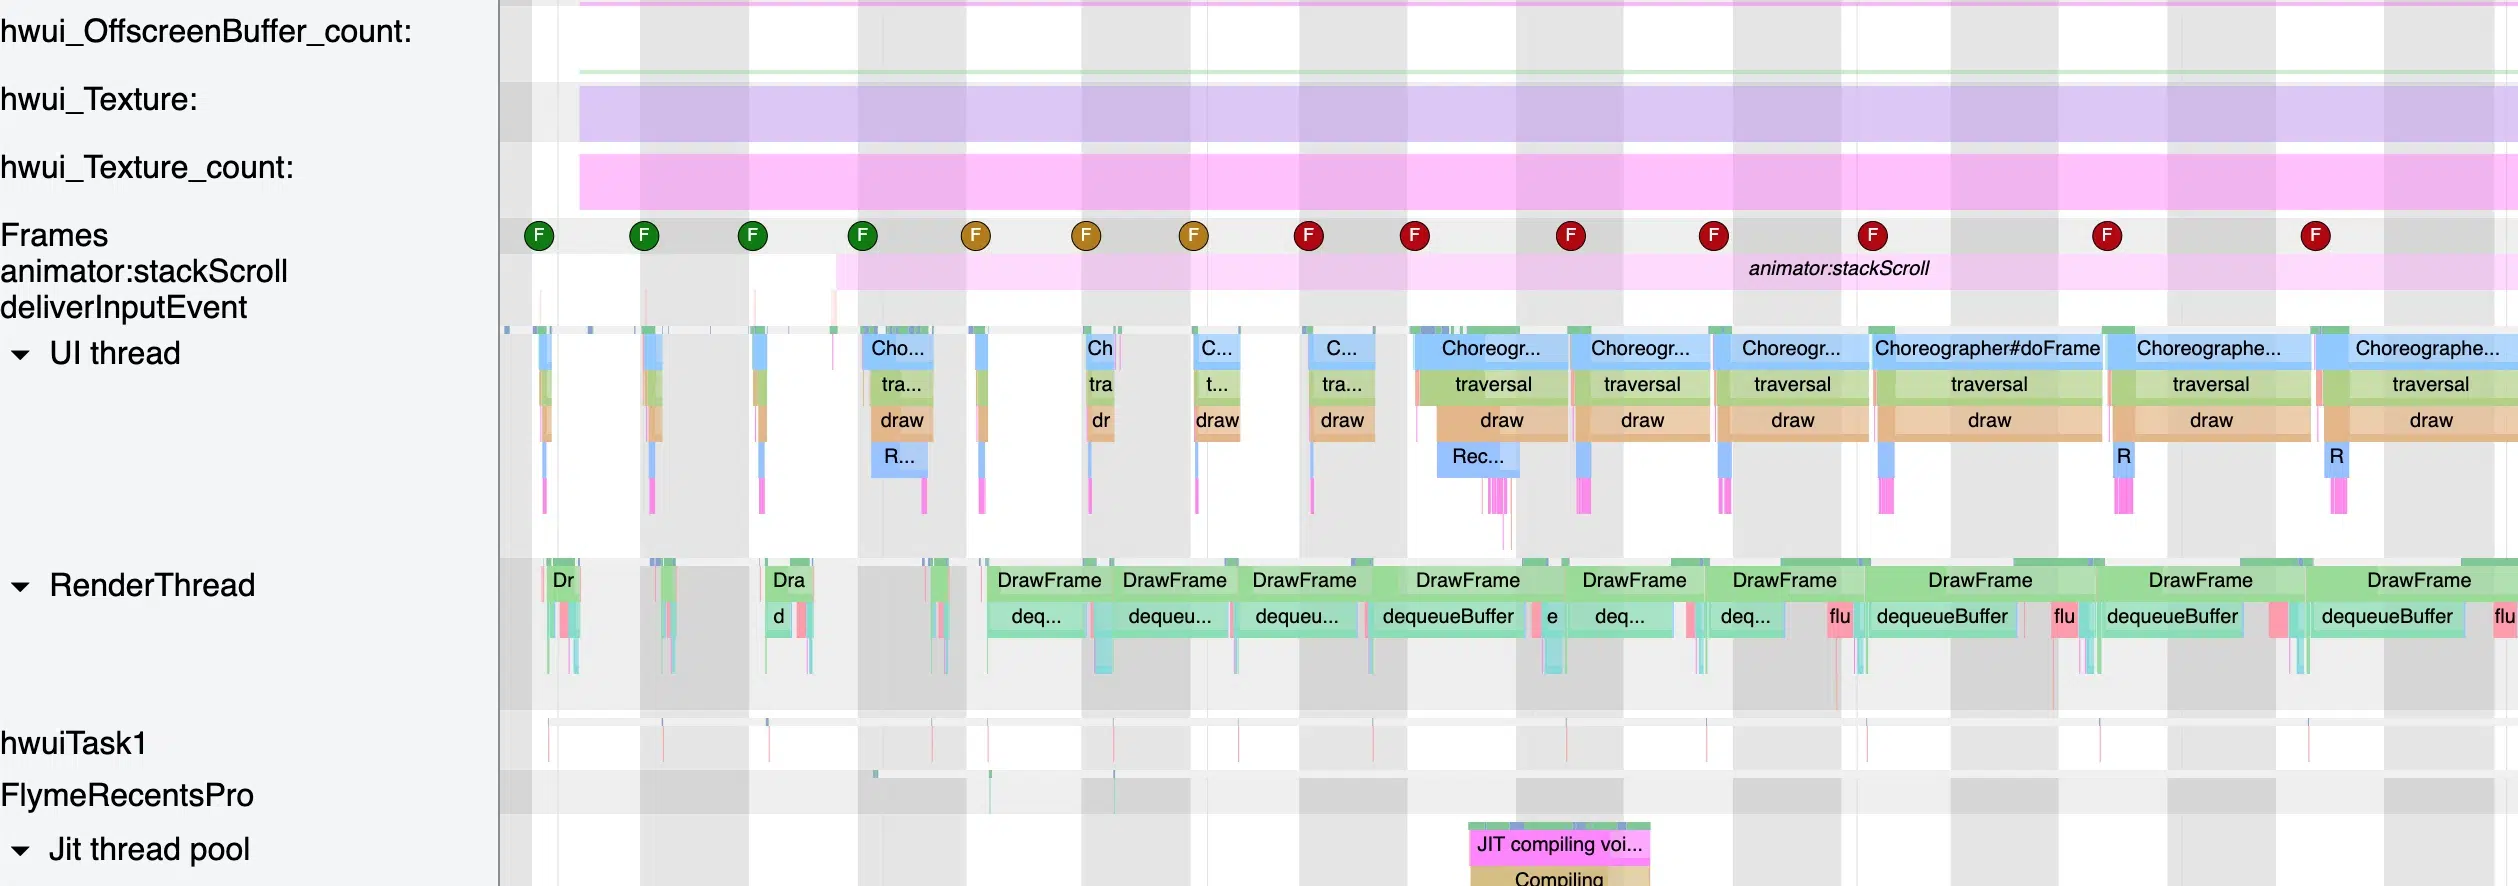 hwui_OffscreenBuffer_count:
hwui_Texture:
hwui_Texture_count:
Frames
F F F F F F F F F F F F F F
animator:stackScroll
animator:stackScroll
deliverInputEvent
UI thread
Cho... Ch C... C... Choreogr... Choreogr... Choreogr... Choreographer#doFrame Choreographe... Choreographe...
tra... tra t... tra... traversal traversal traversal traversal traversal traversal
draw dr draw draw draw draw draw draw draw draw
R... Rec... R R
RenderThread
Dr Dra DrawFrame DrawFrame DrawFrame DrawFrame DrawFrame DrawFrame DrawFrame DrawFrame DrawFrame
d deq... dequeu... dequeu... dequeueBuffer e deq... deq... flu dequeueBuffer flu dequeueBuffer dequeueBuffer flu
hwuiTask1
FlymeRecentsPro
Jit thread pool
JIT compiling voi...
Compiling